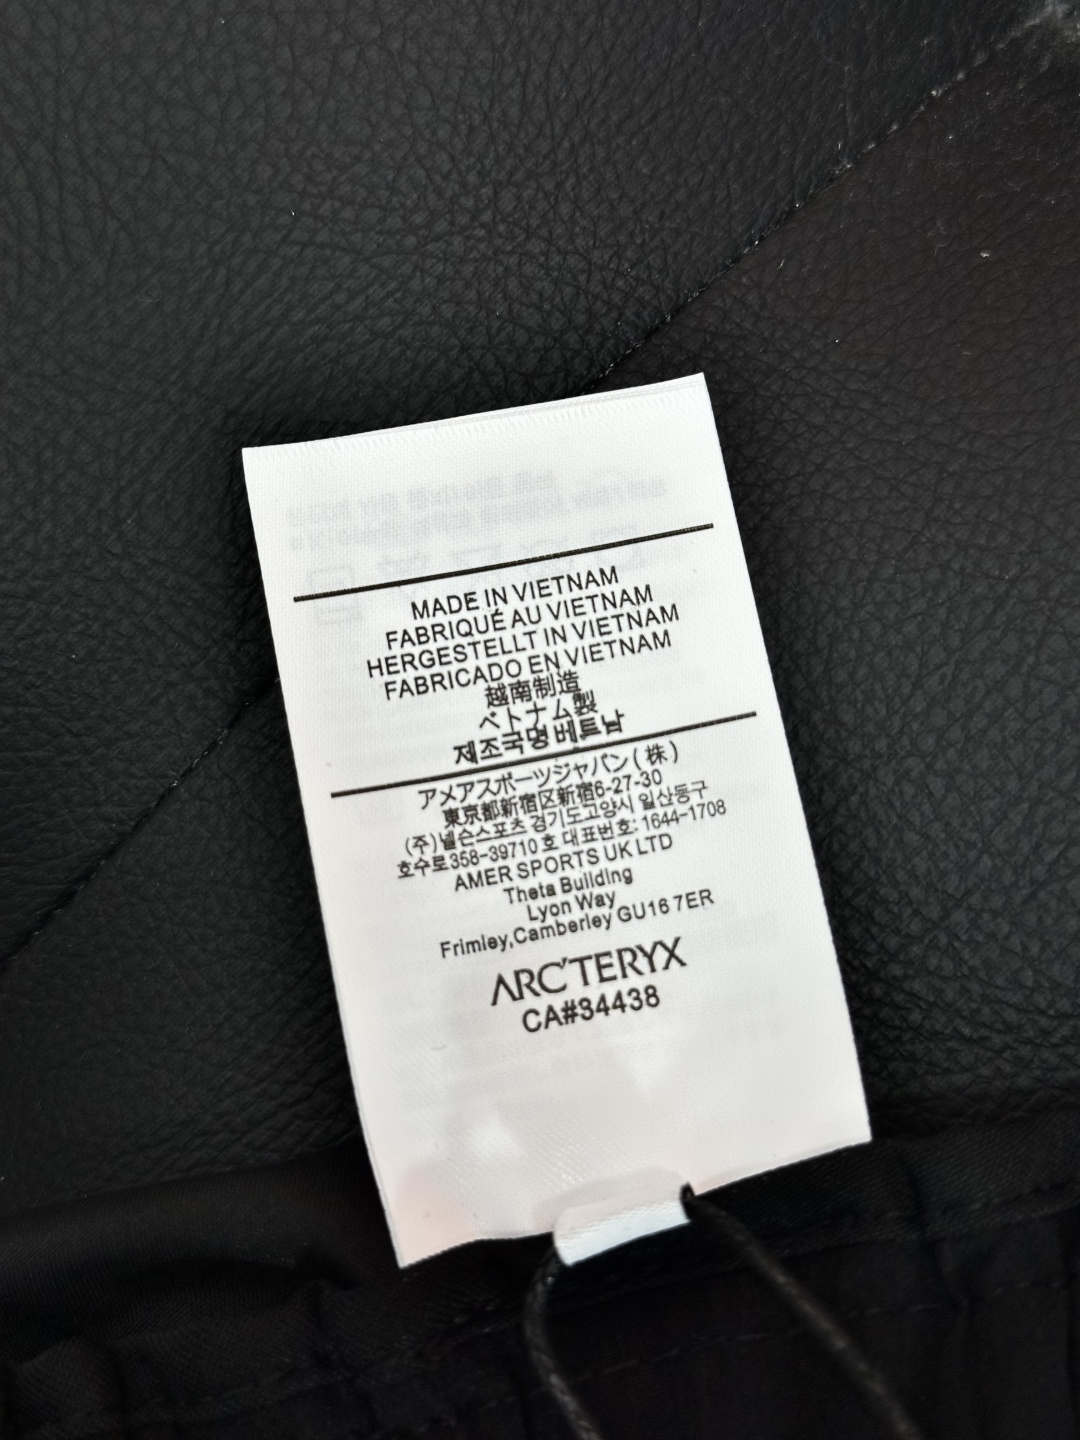 MADE IN VIETNAM
FABRIQUÉ AU VIETNAM
HERGESTELLT IN VIETNAM
FABRICADO EN VIETNAM
越南制造
ベトナム製
제조국명 베트남
アメアスポーツジャパン(株)
東京都新宿区新宿6-27-30
(주)넬슨스포츠 경기도고양시 일산동구
호수로358-39710호 대표번호: 1644-1708
AMER SPORTS UK LTD
Theta Building
Lyon Way
Frimley,Camberley GU16 7ER
ARC'TERYX
CA#34438